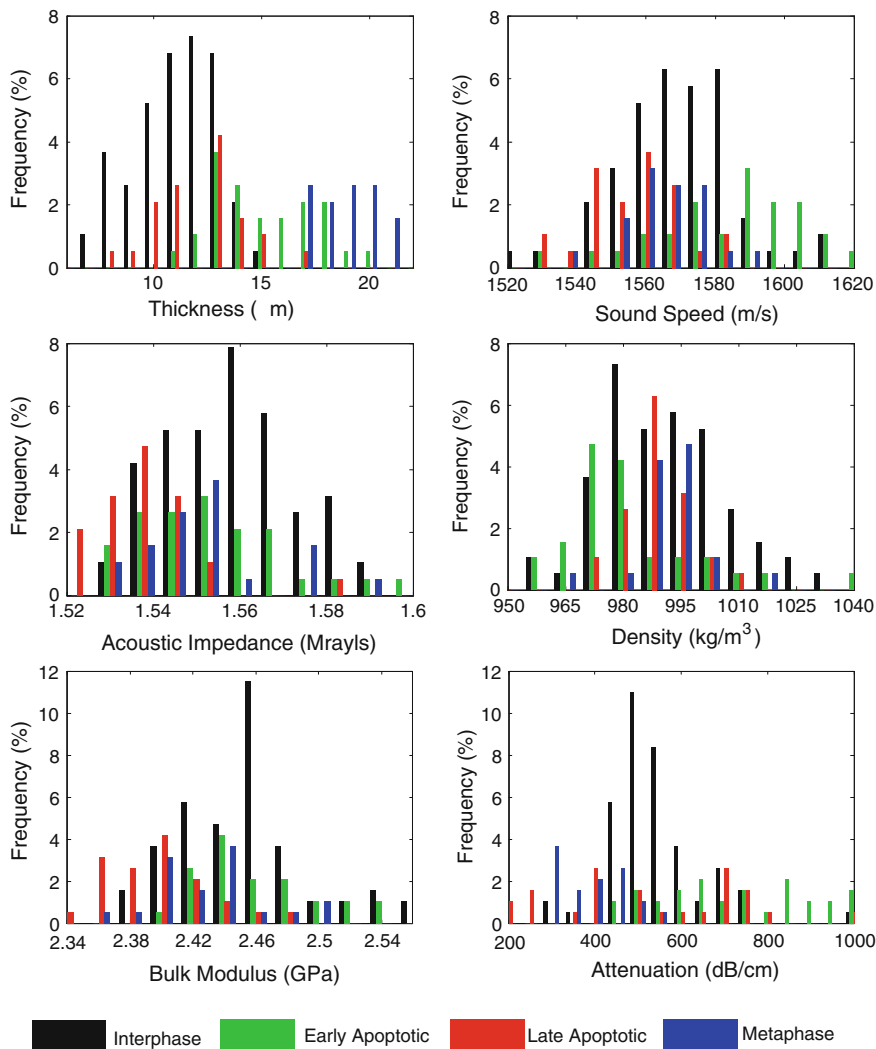 8 8
6 6
4 4
2 2
0 0
Frequency (%) Frequency (%)
10 15 20
1520 1540 1560 1580 1600 1620
Thickness ( m) Sound Speed (m/s)
8 8
6 6
4 4
2 2
0 0
Frequency (%) Frequency (%)
1.52 1.54 1.56 1.58 1.6
950 965 980 995 1010 1025 1040
Acoustic Impedance (Mrayls) Density (kg/m³)
12 12
10 10
8 8
6 6
4 4
2 2
0 0
Frequency (%) Frequency (%)
2.34 2.38 2.42 2.46 2.5 2.54
200 400 600 800 1000
Bulk Modulus (GPa) Attenuation (dB/cm)
Interphase Early Apoptotic Late Apoptotic Metaphase